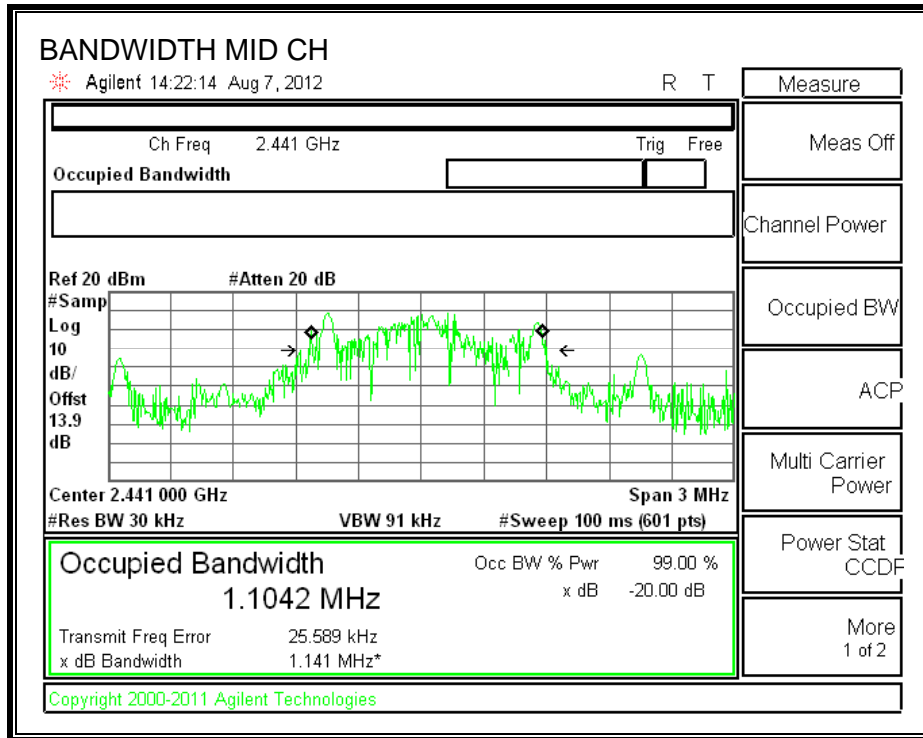 BANDWIDTH MID CH
Agilent 14:22:14 Aug 7, 2012 R T
Measure
Ch Freq 2.441 GHz Trig Free
Meas Off
Occupied Bandwidth
Channel Power
Ref 20 dBm #Atten 20 dB
#Samp
Log
10
dB/
Offst
13.9
dB
Occupied BW
ACP
Center 2.441 000 GHz Span 3 MHz
#Res BW 30 kHz VBW 91 kHz #Sweep 100 ms (601 pts)
Multi Carrier
Power
Occupied Bandwidth Occ BW % Pwr 99.00 %
1.1042 MHz x dB -20.00 dB
Transmit Freq Error 25.589 kHz
x dB Bandwidth 1.141 MHz*
Power Stat
CCDF
More
1 of 2
Copyright 2000-2011 Agilent Technologies